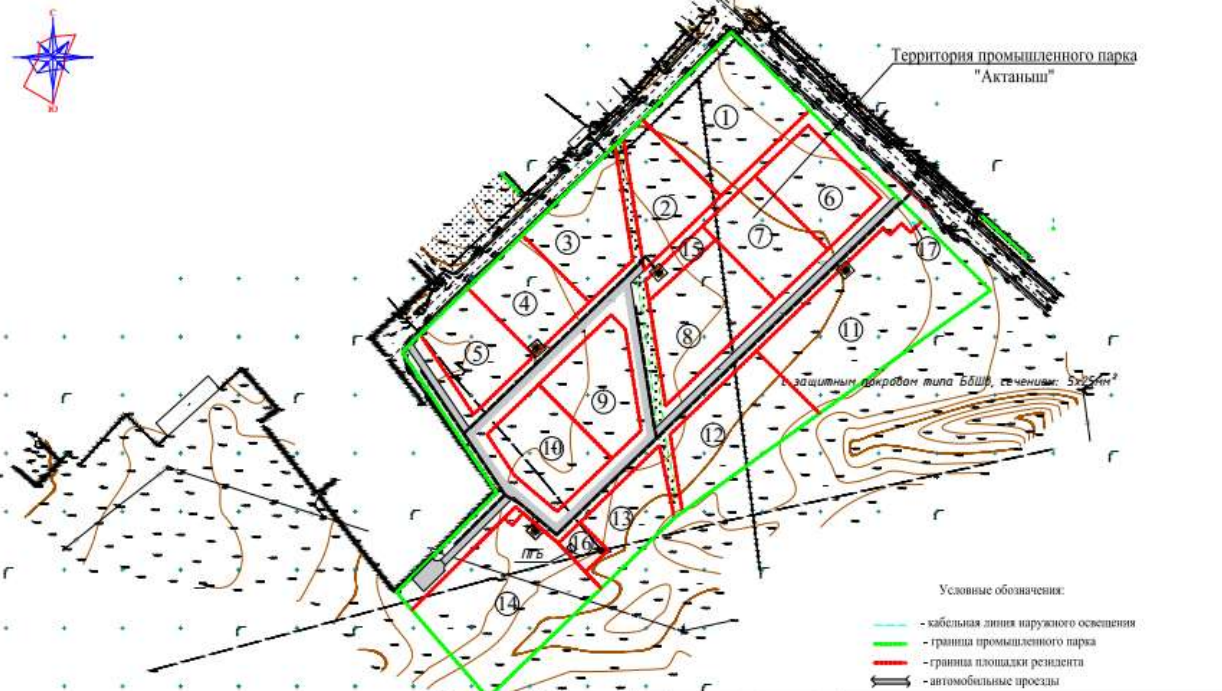 С
Ю
Территория промышленного парка
"Актаныш"
1
2
6
3
7
15
17
4
11
8
5
9
12
10
13
16
ПГБ
14
с защитным покровом типа БбШв, сечением: 5х25мм²
Условные обозначения:
- кабельная линия наружного освещения
- граница промышленного парка
- граница площадки резидента
- автомобильные проезды